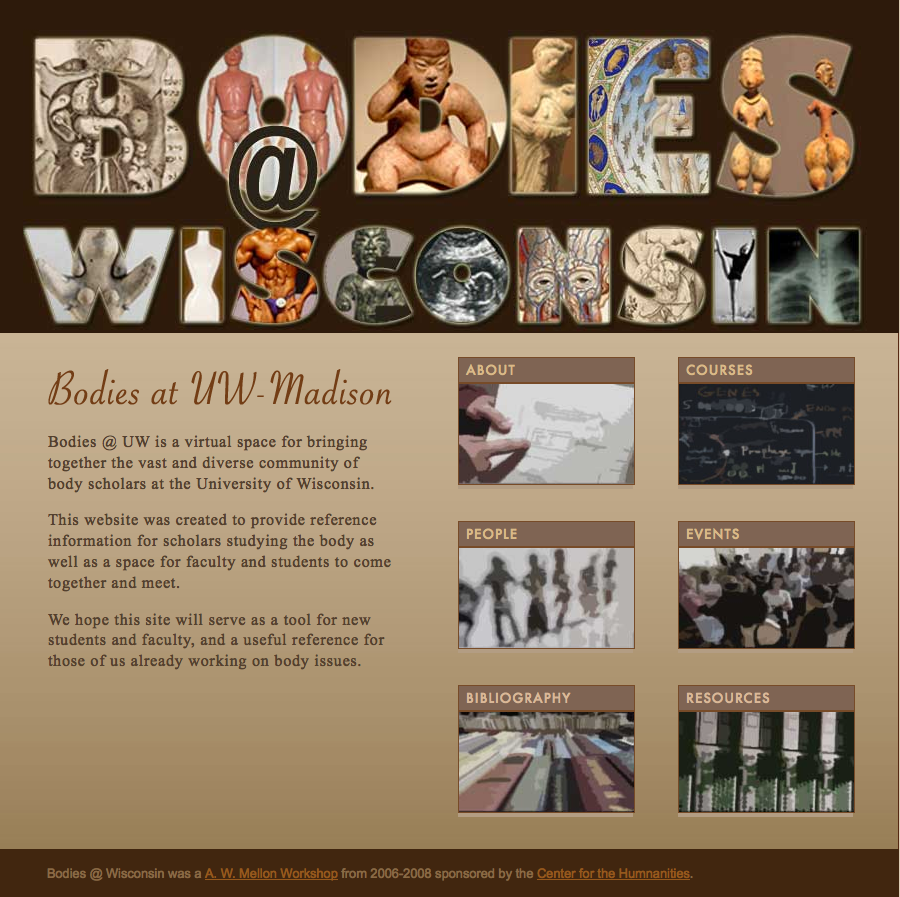 BODIES
@
WISCONSIN
Bodies at UW-Madison
Bodies @ UW is a virtual space for bringing
together the vast and diverse community of
body scholars at the University of Wisconsin.
This website was created to provide reference
information for scholars studying the body as
well as a space for faculty and students to come
together and meet.
We hope this site will serve as a tool for new
students and faculty, and a useful reference for
those of us already working on body issues.
ABOUT
COURSES
GENES
Prophage
PEOPLE
EVENTS
BIBLIOGRAPHY
RESOURCES
Bodies @ Wisconsin was a A. W. Mellon Workshop from 2006-2008 sponsored by the Center for the Humnanities.